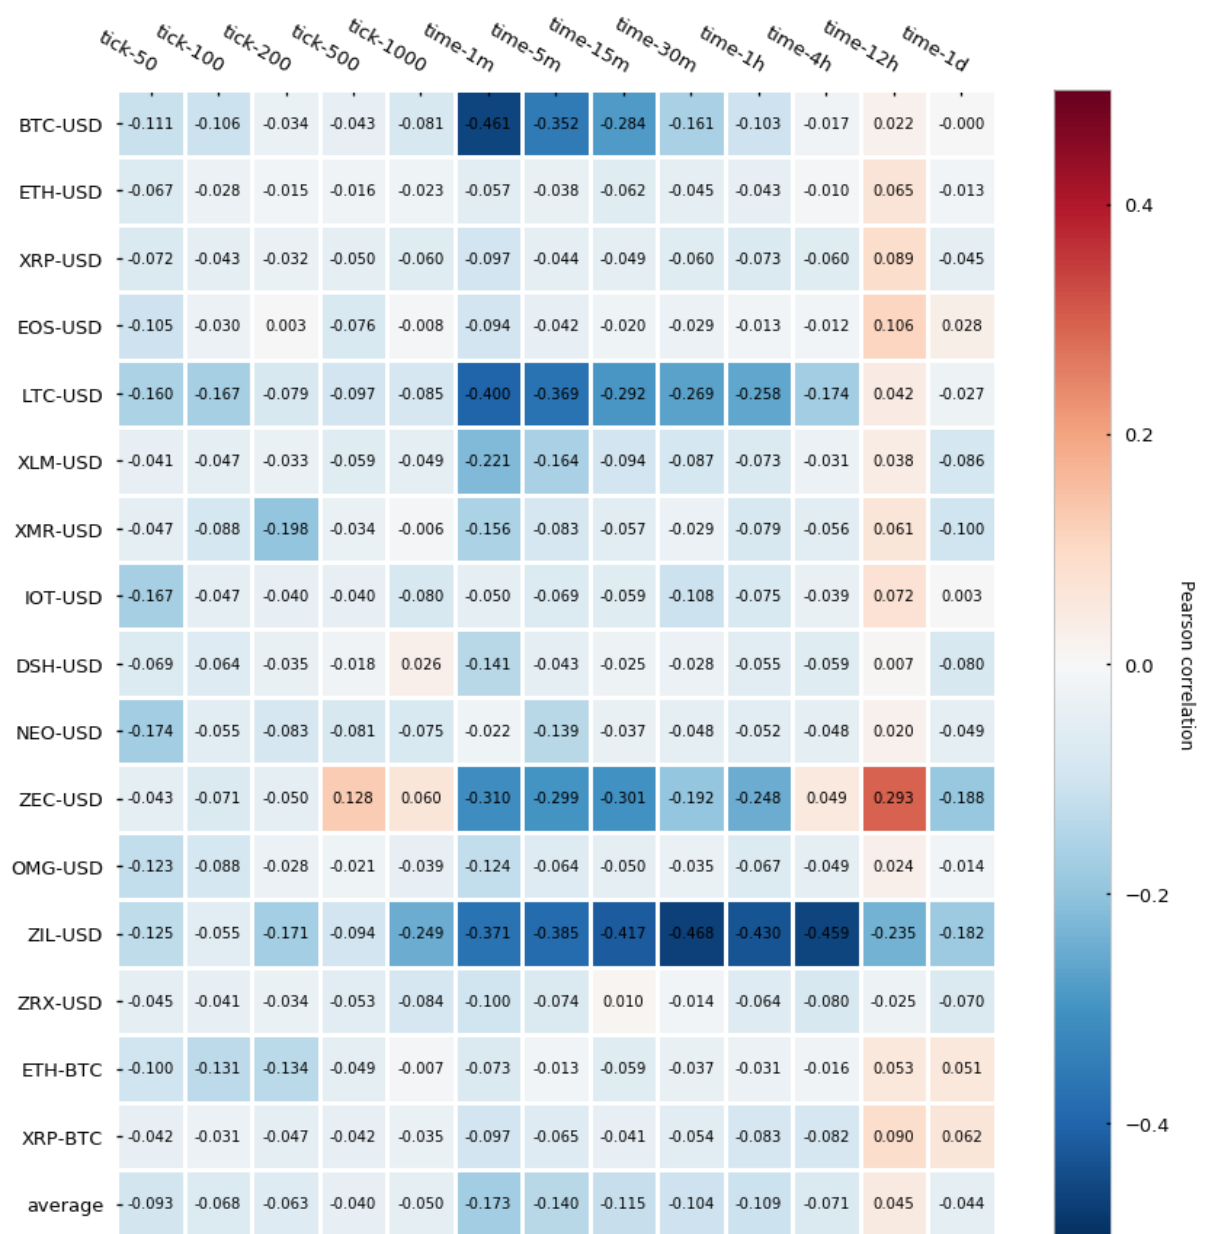 tick-50 tick-100 tick-200 tick-500 tick-1000 time-1m time-5m time-15m time-30m time-1h time-4h time-12h time-1d
BTC-USD -0.111 -0.106 -0.034 -0.043 -0.081 -0.461 -0.352 -0.284 -0.161 -0.103 -0.017 0.022 -0.000
ETH-USD -0.067 -0.028 -0.015 -0.016 -0.023 -0.057 -0.038 -0.062 -0.045 -0.043 -0.010 0.065 -0.013
XRP-USD -0.072 -0.043 -0.032 -0.050 -0.060 -0.097 -0.044 -0.049 -0.060 -0.073 -0.060 0.089 -0.045
EOS-USD -0.105 -0.030 0.003 -0.076 -0.008 -0.094 -0.042 -0.020 -0.029 -0.013 -0.012 0.106 0.028
LTC-USD -0.160 -0.167 -0.079 -0.097 -0.085 -0.400 -0.369 -0.292 -0.269 -0.258 -0.174 0.042 -0.027
XLM-USD -0.041 -0.047 -0.033 -0.059 -0.049 -0.221 -0.164 -0.094 -0.087 -0.073 -0.031 0.038 -0.086
XMR-USD -0.047 -0.088 -0.198 -0.034 -0.006 -0.156 -0.083 -0.057 -0.029 -0.079 -0.056 0.061 -0.100
IOT-USD -0.167 -0.047 -0.040 -0.040 -0.080 -0.050 -0.069 -0.059 -0.108 -0.075 -0.039 0.072 0.003
DSH-USD -0.069 -0.064 -0.035 -0.018 0.026 -0.141 -0.043 -0.025 -0.028 -0.055 -0.059 0.007 -0.080
NEO-USD -0.174 -0.055 -0.083 -0.081 -0.075 -0.022 -0.139 -0.037 -0.048 -0.052 -0.048 0.020 -0.049
ZEC-USD -0.043 -0.071 -0.050 0.128 0.060 -0.310 -0.299 -0.301 -0.192 -0.248 0.049 0.293 -0.188
OMG-USD -0.123 -0.088 -0.028 -0.021 -0.039 -0.124 -0.064 -0.050 -0.035 -0.067 -0.049 0.024 -0.014
ZIL-USD -0.125 -0.055 -0.171 -0.094 -0.249 -0.371 -0.385 -0.417 -0.468 -0.430 -0.459 -0.235 -0.182
ZRX-USD -0.045 -0.041 -0.034 -0.053 -0.084 -0.100 -0.074 0.010 -0.014 -0.064 -0.080 -0.025 -0.070
ETH-BTC -0.100 -0.131 -0.134 -0.049 -0.007 -0.073 -0.013 -0.059 -0.037 -0.031 -0.016 0.053 0.051
XRP-BTC -0.042 -0.031 -0.047 -0.042 -0.035 -0.097 -0.065 -0.041 -0.054 -0.083 -0.082 0.090 0.062
average -0.093 -0.068 -0.063 -0.040 -0.050 -0.173 -0.140 -0.115 -0.104 -0.109 -0.071 0.045 -0.044
0.4
0.2
0.0
−0.2
−0.4
Pearson correlation